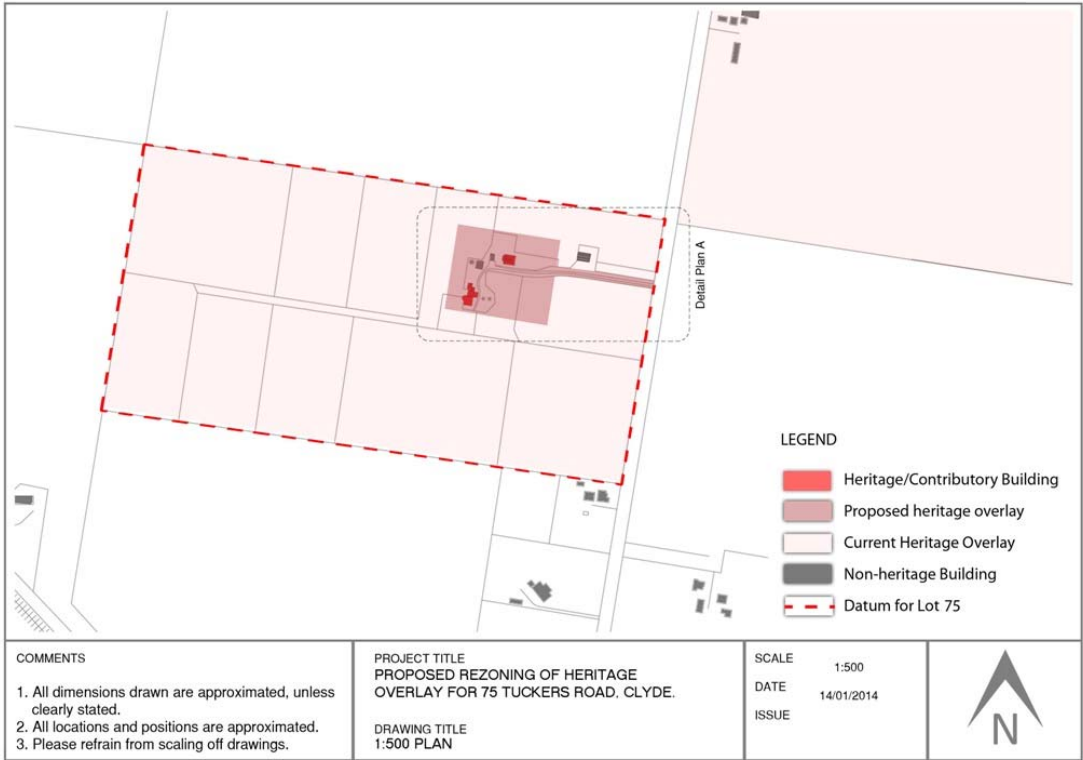 Detail Plan A
LEGEND
Heritage/Contributory Building
Proposed heritage overlay
Current Heritage Overlay
Non-heritage Building
Datum for Lot 75
COMMENTS
1. All dimensions drawn are approximated, unless
clearly stated.
2. All locations and positions are approximated.
3. Please refrain from scaling off drawings.
PROJECT TITLE
PROPOSED REZONING OF HERITAGE
OVERLAY FOR 75 TUCKERS ROAD, CLYDE.
DRAWING TITLE
1:500 PLAN
SCALE 1:500
DATE 14/01/2014
ISSUE
N